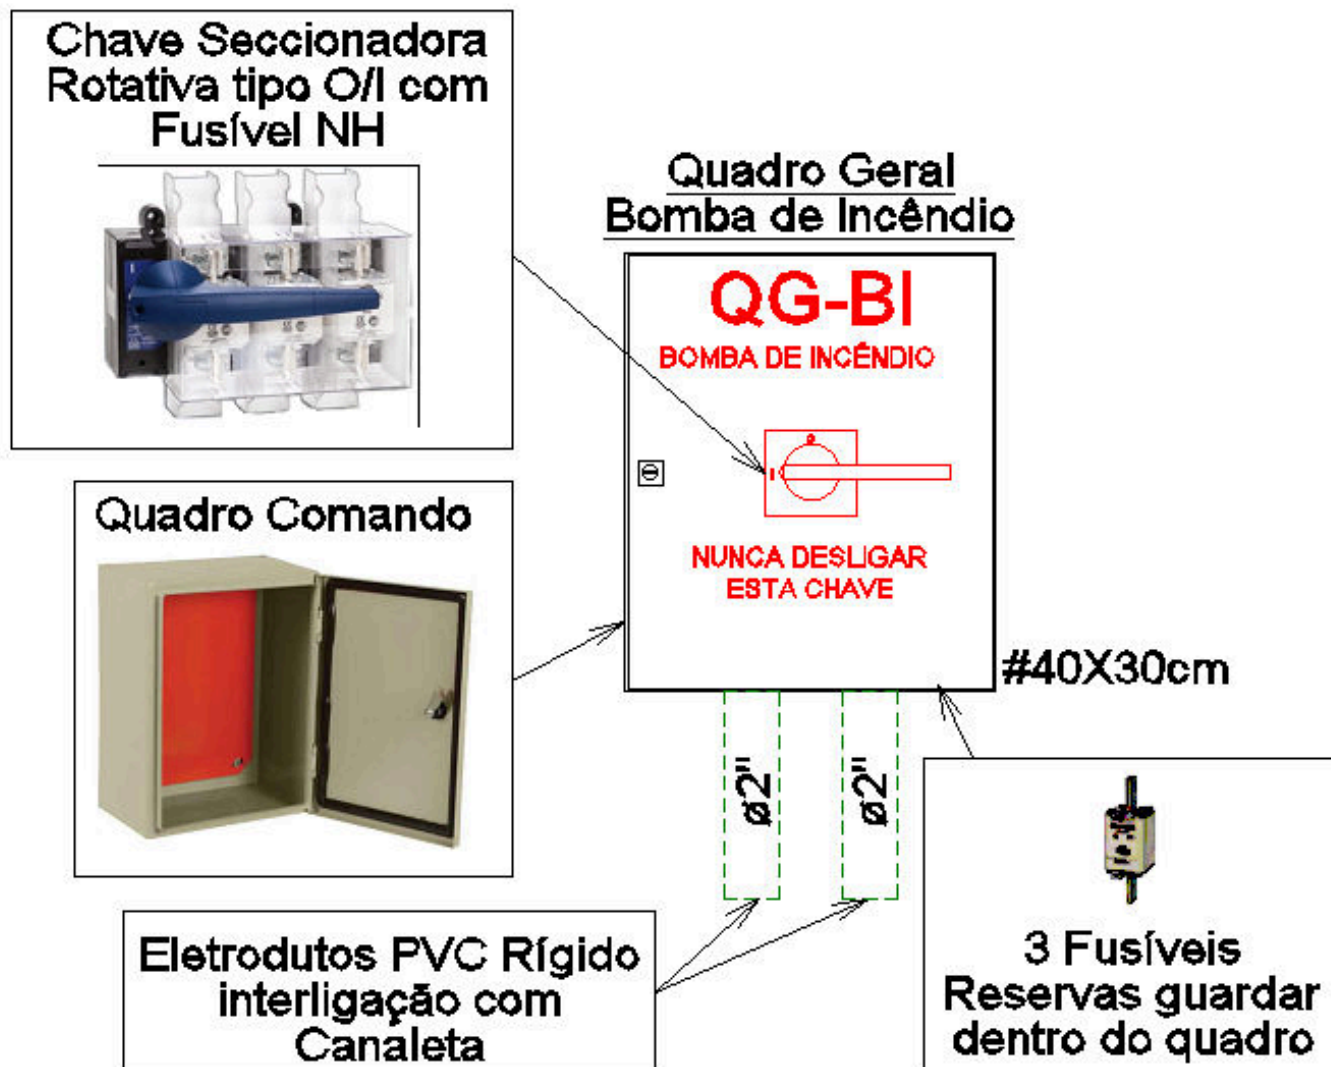 Chave Seccionadora
Rotativa tipo O/I com
Fusível NH
Quadro Geral
Bomba de Incêndio
QG-BI
BOMBA DE INCÊNDIO
0
I
NUNCA DESLIGAR
ESTA CHAVE
Quadro Comando
#40X30cm
ø2"
ø2"
Eletrodutos PVC Rígido
interligação com
Canaleta
3 Fusíveis
Reservas guardar
dentro do quadro